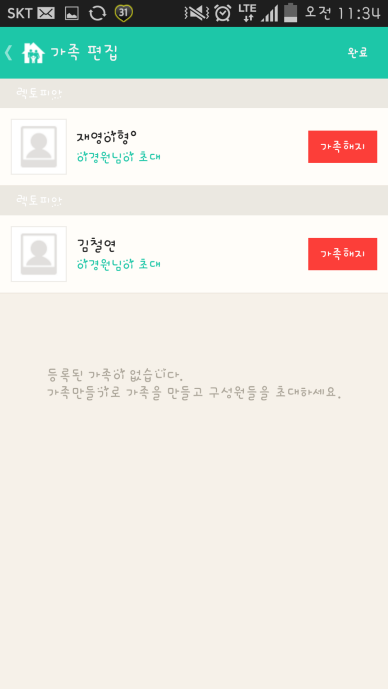 SKT 31 LTE 오전 11:34
가족 편집 완료
렉토피아
재영이형°
이경원님이 초대
가족해지
렉토피아
김철연
이경원님이 초대
가족해지
등록된 가족이 없습니다.
가족만들기로 가족을 만들고 구성원들을 초대하세요.